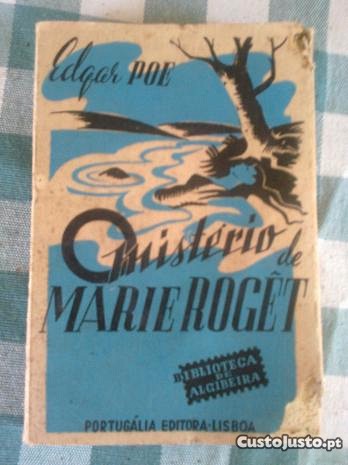 Edgar POE
O mistério de
MARIE ROGÊT
BIBLIOTECA
DE
ALGIBEIRA
PORTUGÁLIA EDITORA-LISBOA
CustoJusto.pt